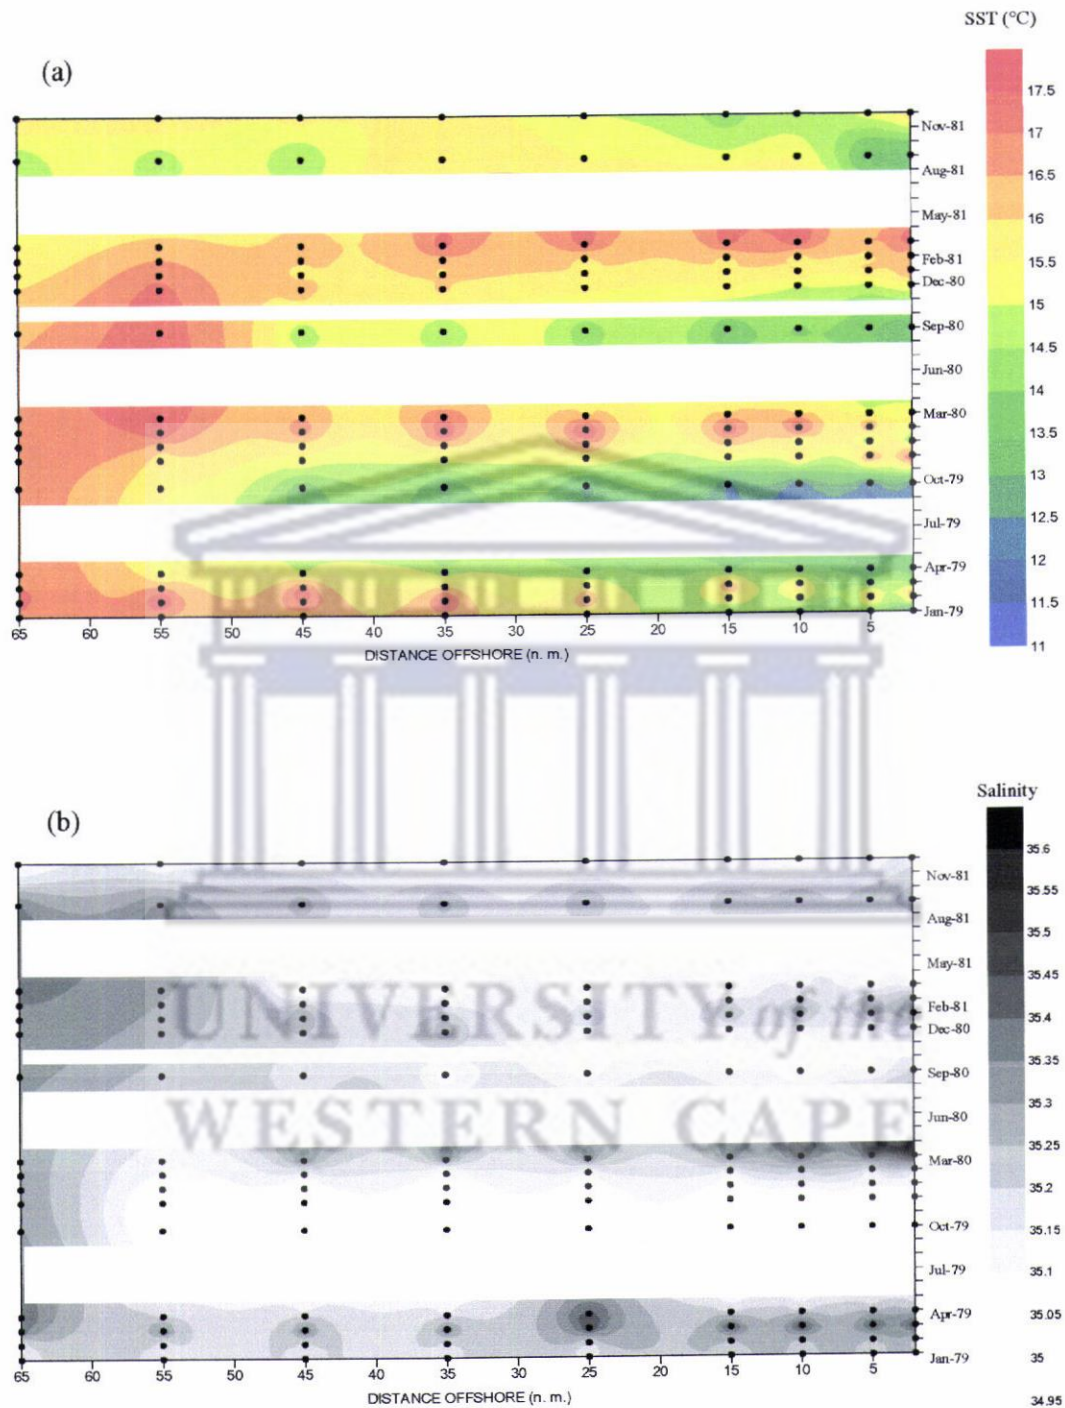 SST (°C)
(a)
17.5
17
16.5
16
15.5
15
14.5
14
13.5
13
12.5
12
11.5
11
Nov-81
Aug-81
May-81
Feb-81
Dec-80
Sep-80
Jun-80
Mar-80
Oct-79
Jul-79
Apr-79
Jan-79
65 60 55 50 45 40 35 30 25 20 15 10 5
DISTANCE OFFSHORE (n. m.)
Salinity
(b)
35.6
35.55
35.5
35.45
35.4
35.35
35.3
35.25
35.2
35.15
35.1
35.05
35
34.95
Nov-81
Aug-81
May-81
Feb-81
Dec-80
Sep-80
Jun-80
Mar-80
Oct-79
Jul-79
Apr-79
Jan-79
UNIVERSITY of the
WESTERN CAPE
65 60 55 50 45 40 35 30 25 20 15 10 5
DISTANCE OFFSHORE (n. m.)